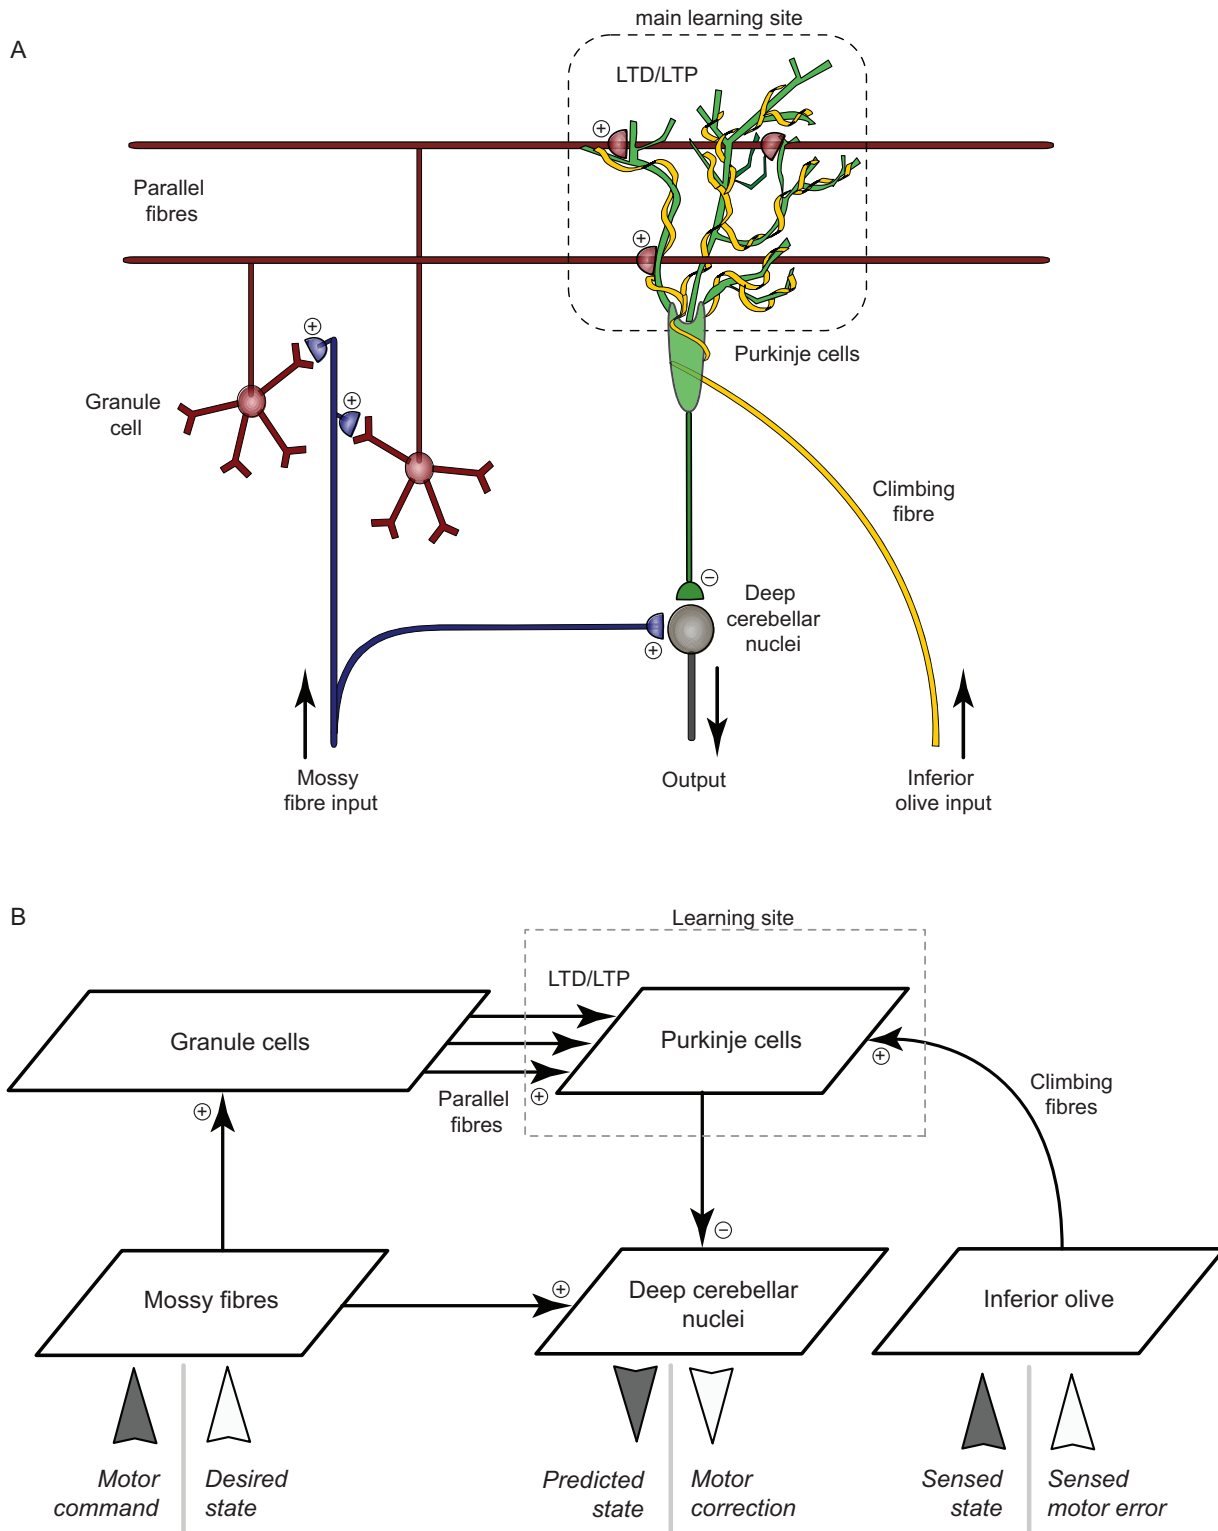 A
main learning site
LTD/LTP
+
Parallel
fibres
+
+
Purkinje cells
Granule
cell
+
Climbing
fibre
−
Deep
cerebellar
nuclei
+
Mossy
fibre input
Output
Inferior
olive input
B
Learning site
LTD/LTP
Granule cells
Purkinje cells
+
Parallel
fibres
+
Climbing
fibres
+
−
Mossy fibres
+
Deep cerebellar
nuclei
Inferior olive
Motor
command
Desired
state
Predicted
state
Motor
correction
Sensed
state
Sensed
motor error